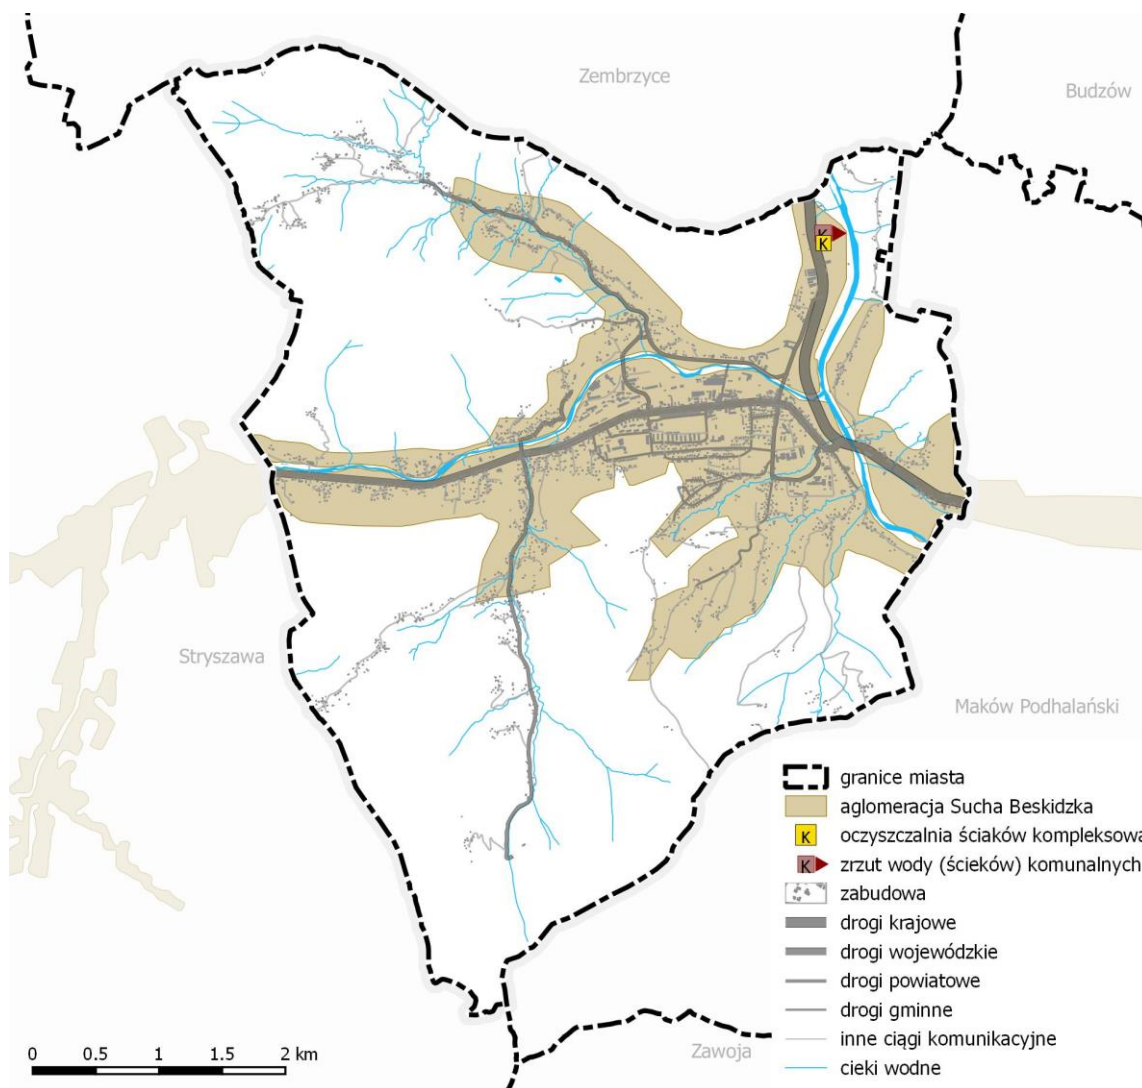 Zembrzyce
Budzów
K
K
Stryszawa
Maków Podhalański
granice miasta
aglomeracja Sucha Beskidzka
K oczyszczalnia ściaków kompleksowa
K zrzut wody (ścieków) komunalnych
zabudowa
drogi krajowe
drogi wojewódzkie
drogi powiatowe
drogi gminne
inne ciągi komunikacyjne
cieki wodne
Zawoja
0 0.5 1 1.5 2 km